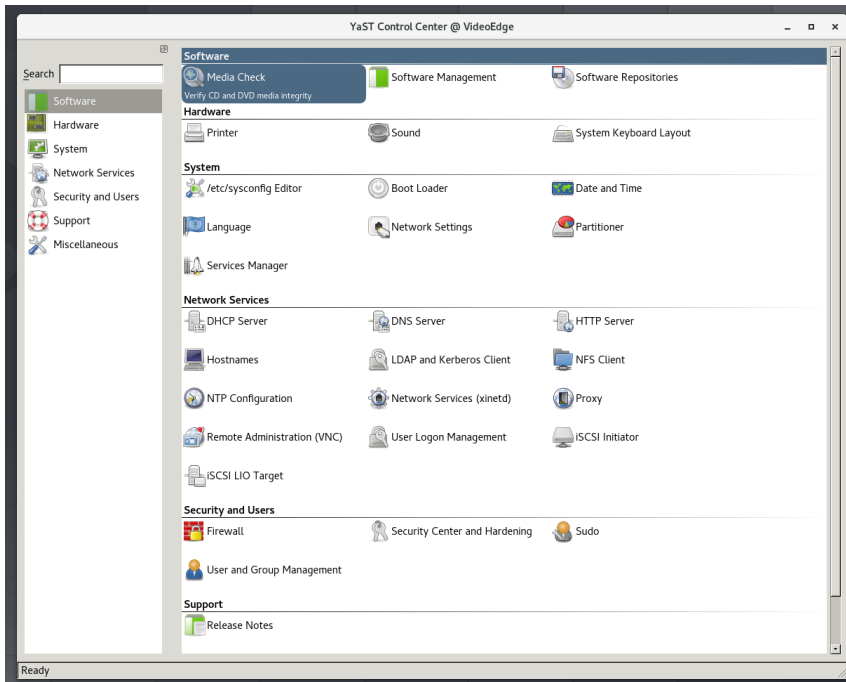 YaST Control Center @ VideoEdge
Search
Software
Hardware
System
Network Services
Security and Users
Support
Miscellaneous
Software
Media Check Software Management Software Repositories
Verify CD and DVD media integrity
Hardware
Printer Sound System Keyboard Layout
System
/etc/sysconfig Editor Boot Loader Date and Time
Language Network Settings Partitioner
Services Manager
Network Services
DHCP Server DNS Server HTTP Server
Hostnames LDAP and Kerberos Client NFS Client
NTP Configuration Network Services (xinetd) Proxy
Remote Administration (VNC) User Logon Management iSCSI Initiator
iSCSI LIO Target
Security and Users
Firewall Security Center and Hardening Sudo
User and Group Management
Support
Release Notes
Ready